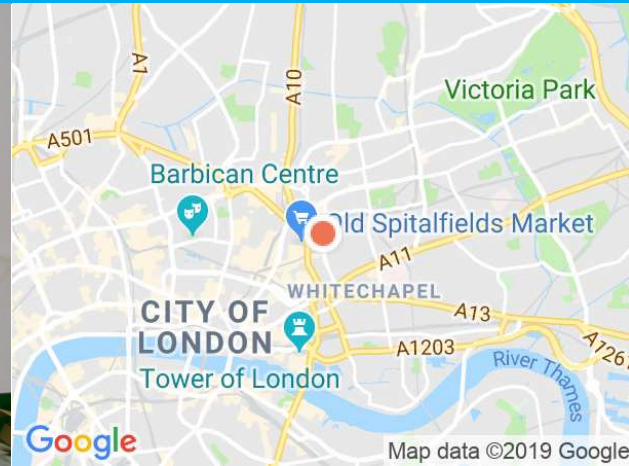 A1
A10
Victoria Park
A501
Barbican Centre
Old Spitalfields Market
A11
WHITECHAPEL
CITY OF
LONDON
A13
A1203
A1261
River Thames
Tower of London
Google
Map data ©2019 Google